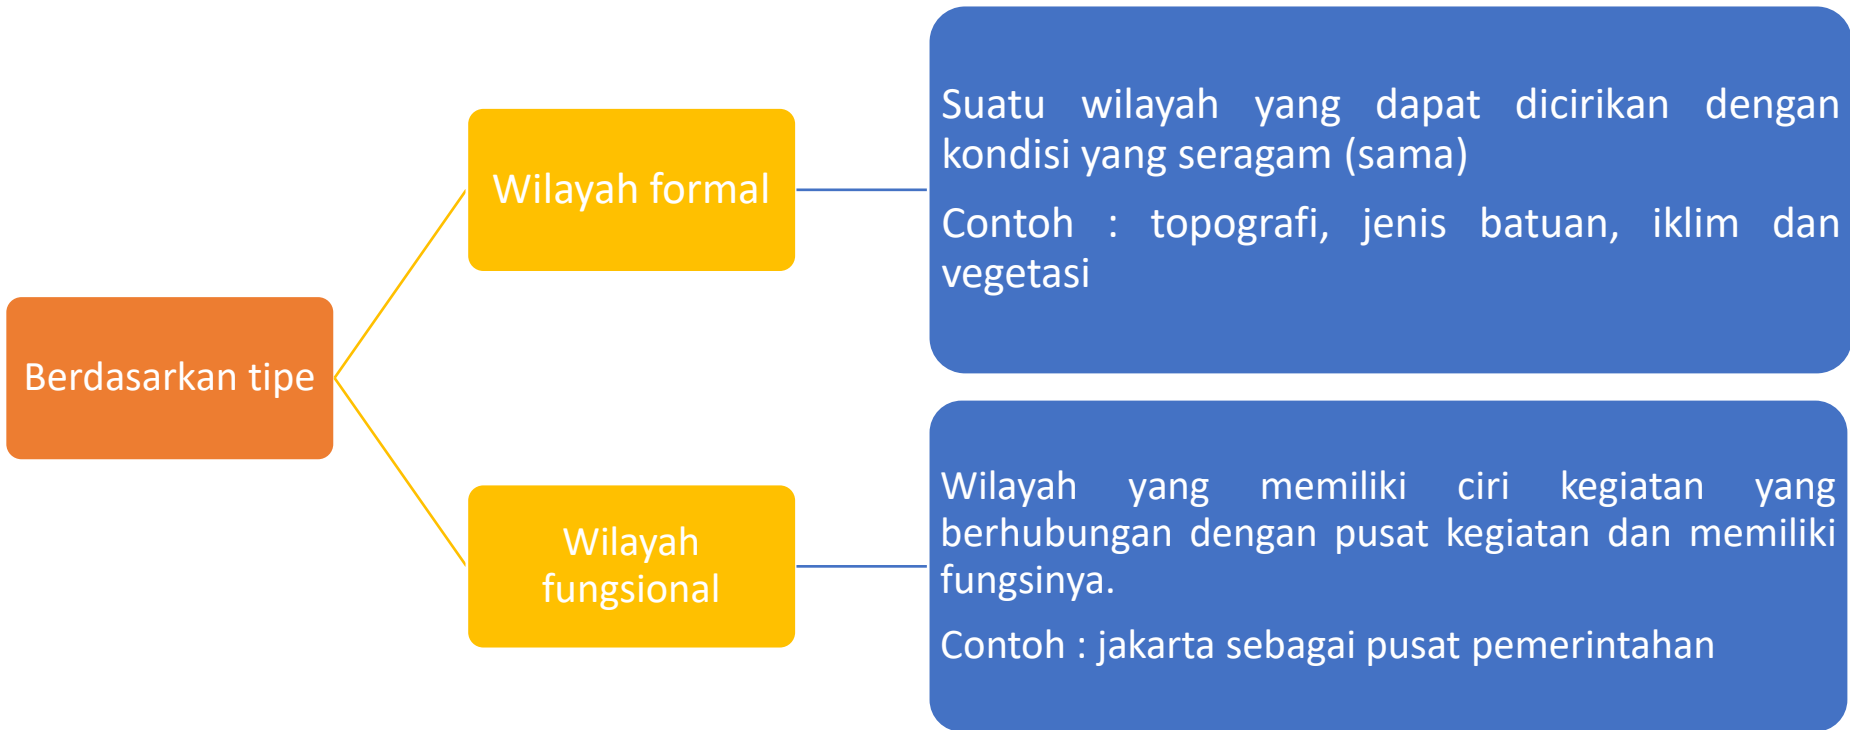 Berdasarkan tipe
Wilayah formal
Suatu wilayah yang dapat dicirikan dengan
kondisi yang seragam (sama)
Contoh : topografi, jenis batuan, iklim dan
vegetasi
Wilayah
fungsional
Wilayah yang memiliki ciri kegiatan yang
berhubungan dengan pusat kegiatan dan memiliki
fungsinya.
Contoh : jakarta sebagai pusat pemerintahan